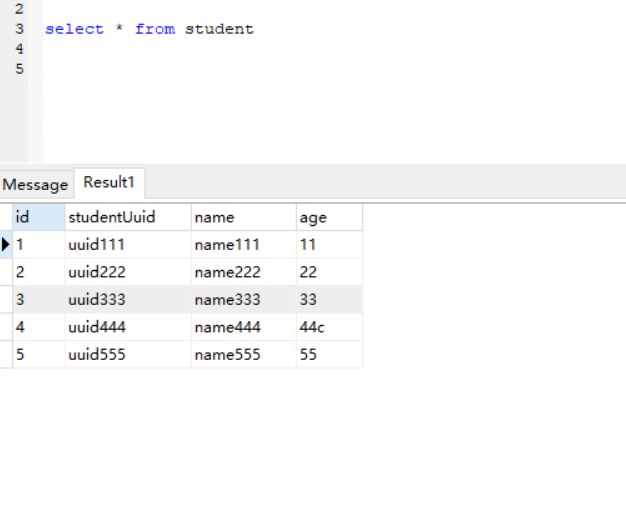 2
3 select * from student
4
5
Message Result1
id studentUuid name age
1 uuid111 name111 11
2 uuid222 name222 22
3 uuid333 name333 33
4 uuid444 name444 44c
5 uuid555 name555 55